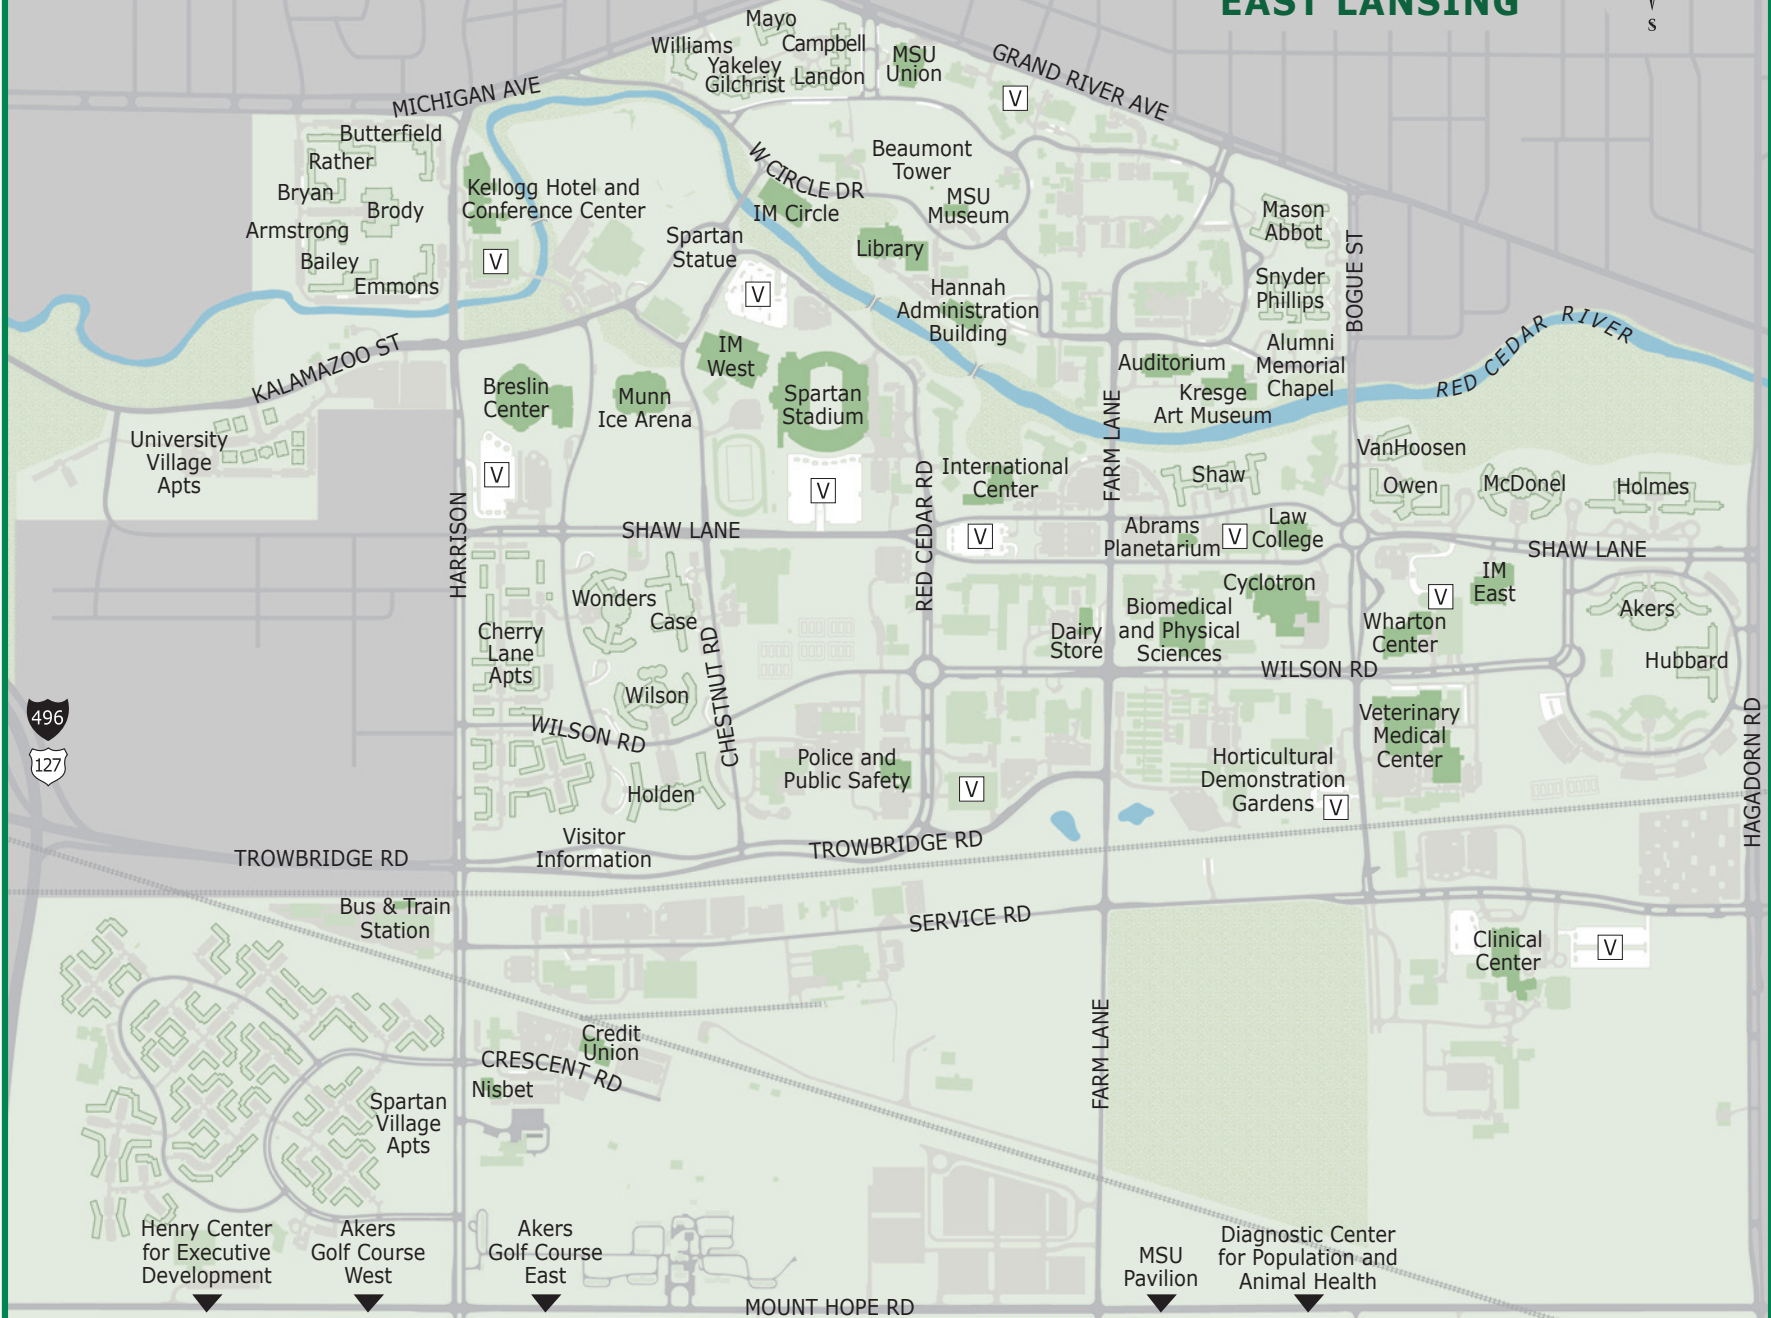 EAST LANSING
S
Mayo
Williams
Campbell
Yakeley
Gilchrist
Landon
MSU
Union
GRAND RIVER AVE
V
MICHIGAN AVE
Butterfield
Rather
Bryan
Brody
Armstrong
Bailey
Emmons
Kellogg Hotel and
Conference Center
V
W CIRCLE DR
IM Circle
Beaumont
Tower
MSU
Museum
Spartan
Statue
Library
V
Hannah
Administration
Building
Mason
Abbot
Snyder
Phillips
BOGUE ST
Alumni
Memorial
Chapel
Auditorium
Kresge
Art Museum
RED CEDAR RIVER
KALAMAZOO ST
Breslin
Center
Munn
Ice Arena
IM
West
Spartan
Stadium
University
Village
Apts
V
V
HARRISON
SHAW LANE
RED CEDAR RD
International
Center
FARM LANE
Shaw
VanHoosen
Owen
McDonel
Holmes
V
Abrams
Planetarium
V
Law
College
SHAW LANE
Wonders
Case
Cherry
Lane
Apts
Wilson
CHESTNUT RD
Dairy
Store
Biomedical
and Physical
Sciences
Cyclotron
V
IM
East
Wharton
Center
Akers
Hubbard
WILSON RD
496
127
WILSON RD
Holden
Police and
Public Safety
V
Horticultural
Demonstration
Gardens
V
Veterinary
Medical
Center
HAGADORN RD
TROWBRIDGE RD
Visitor
Information
TROWBRIDGE RD
Bus & Train
Station
SERVICE RD
Clinical
Center
V
FARM LANE
Credit
Union
CRESCENT RD
Nisbet
Spartan
Village
Apts
Henry Center
for Executive
Development
Akers
Golf Course
West
Akers
Golf Course
East
MSU
Pavilion
Diagnostic Center
for Population and
Animal Health
MOUNT HOPE RD